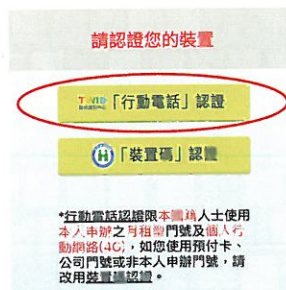 請認證您的裝置
TWID
「行動電話」認證
「裝置碼」認證
*行動電話認證限本國籍人士使用
本人申辦之月租型門號及個人行
動網路(4G)，如您使用預付卡、
公司門號或非本人申辦門號，請
改用裝置碼認證。